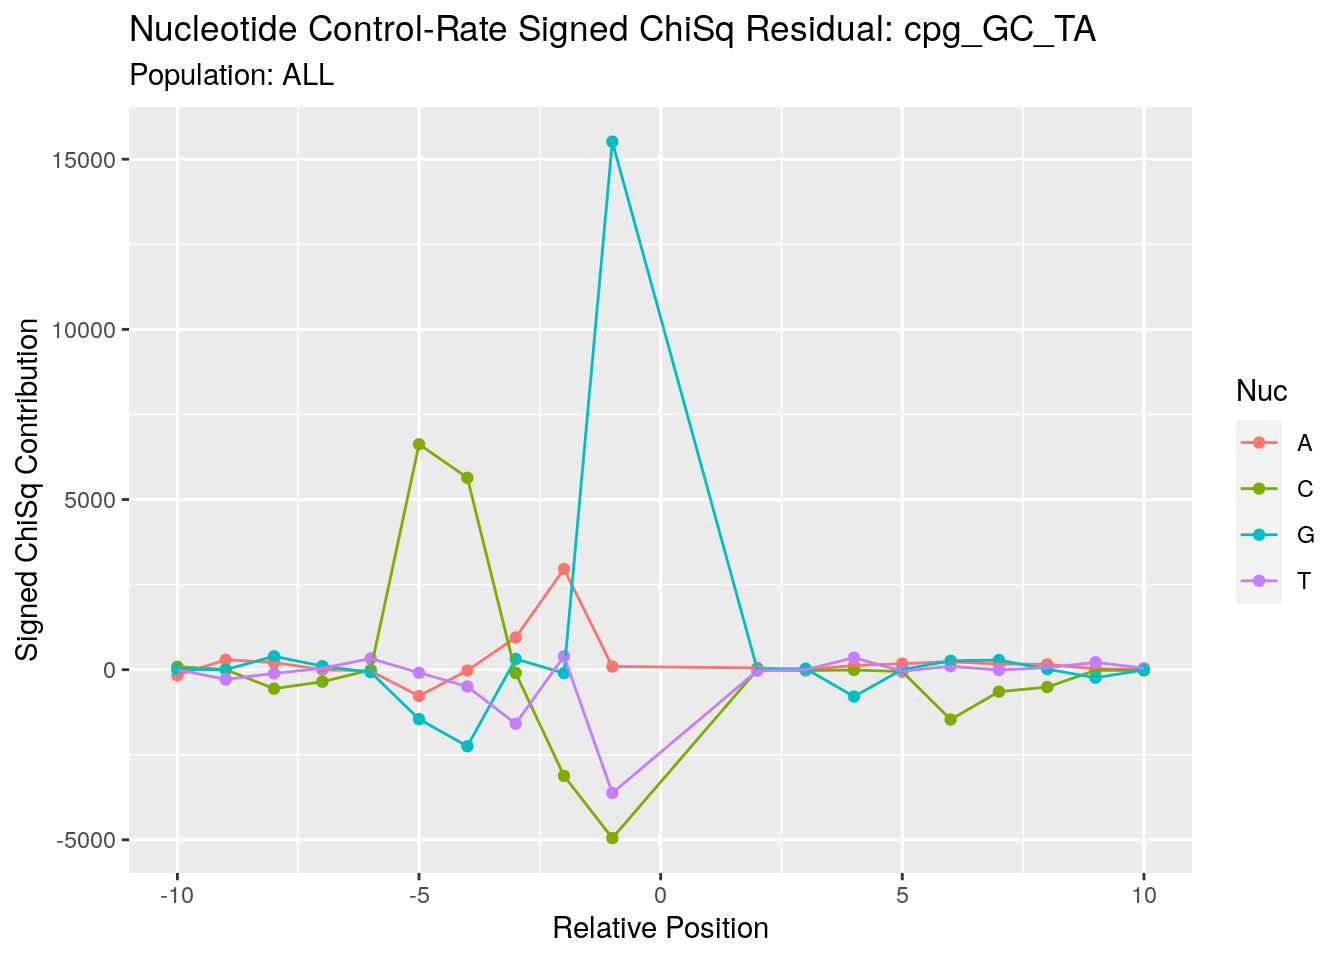 Nucleotide Control-Rate Signed ChiSq Residual: cpg_GC_TA
Population: ALL
Signed ChiSq Contribution
15000
10000
5000
0
-5000
-10
-5
0
5
10
Relative Position
Nuc
A
C
G
T